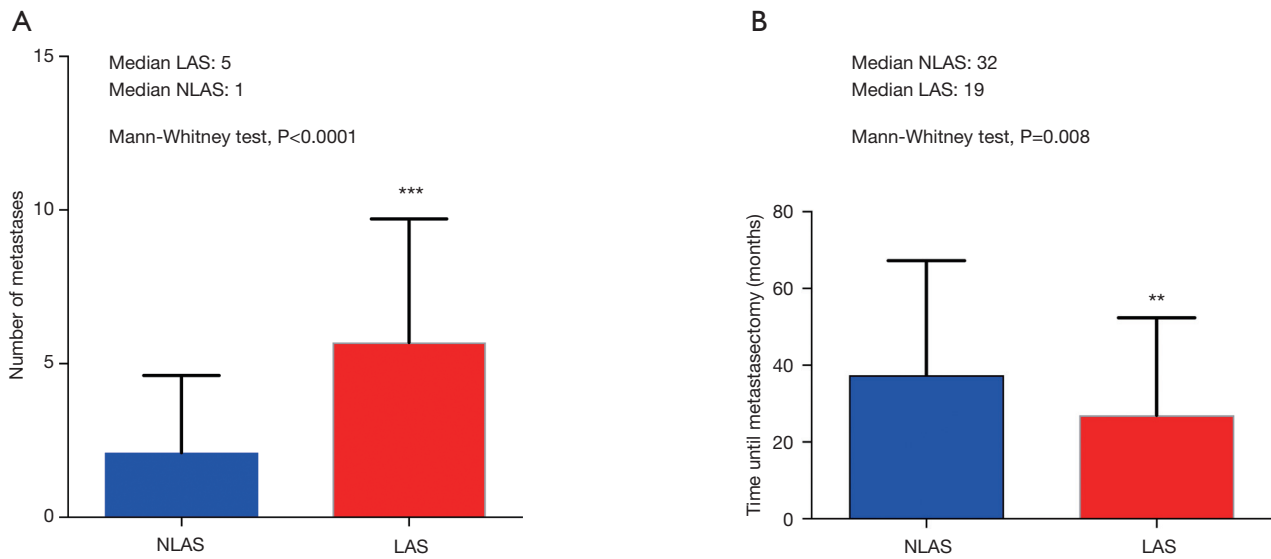 A
Median LAS: 5
Median NLAS: 1
Mann-Whitney test, P<0.0001
Number of metastases
15
10
5
0
***
NLAS
LAS
B
Median NLAS: 32
Median LAS: 19
Mann-Whitney test, P=0.008
Time until metastasectomy (months)
80
60
40
20
0
**
NLAS
LAS